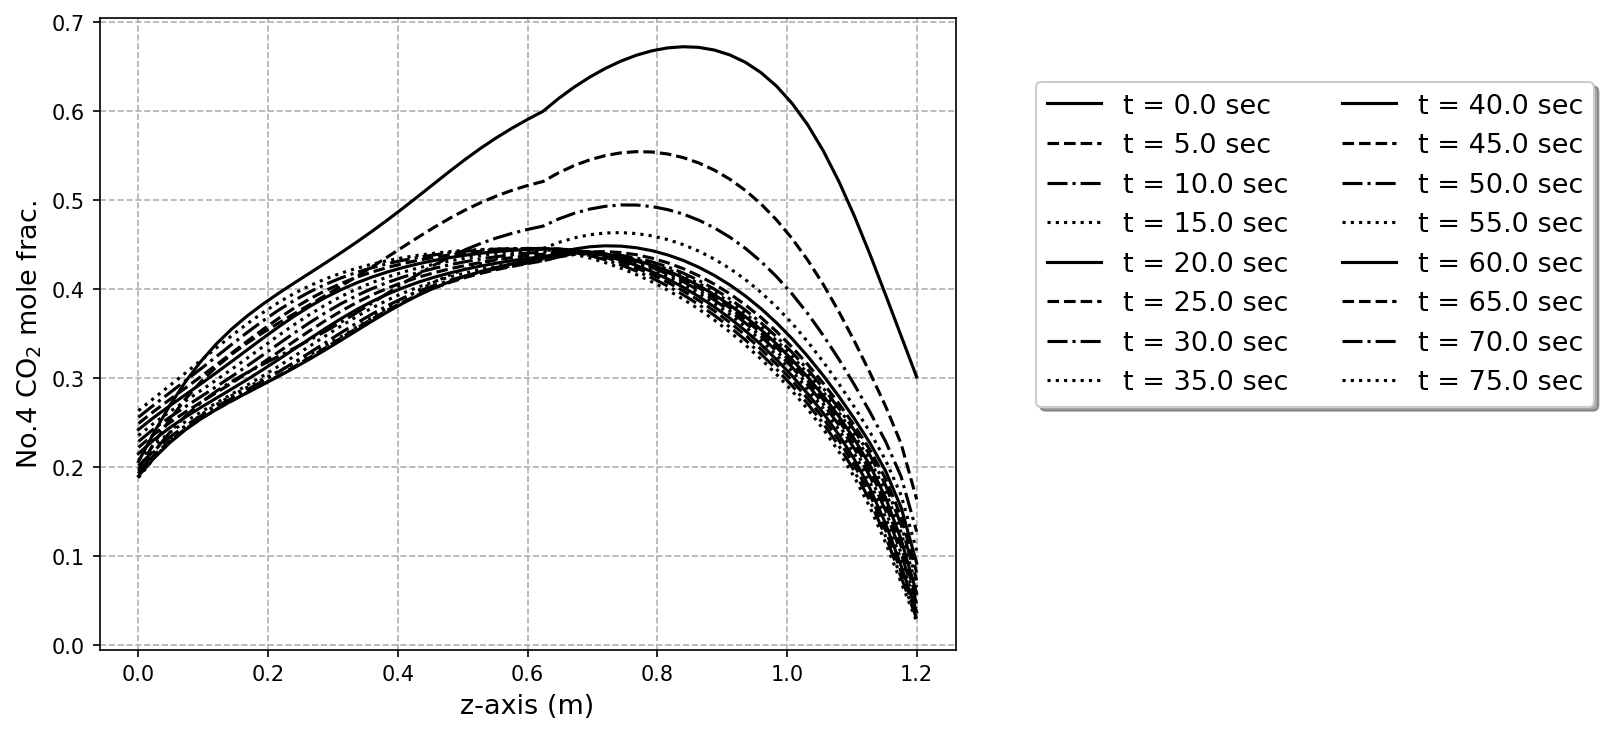 0.7
0.6
0.5
0.4
0.3
0.2
0.1
0.0
No.4 CO₂ mole frac.
0.0 0.2 0.4 0.6 0.8 1.0 1.2
z-axis (m)
t = 0.0 sec t = 40.0 sec
t = 5.0 sec t = 45.0 sec
t = 10.0 sec t = 50.0 sec
t = 15.0 sec t = 55.0 sec
t = 20.0 sec t = 60.0 sec
t = 25.0 sec t = 65.0 sec
t = 30.0 sec t = 70.0 sec
t = 35.0 sec t = 75.0 sec